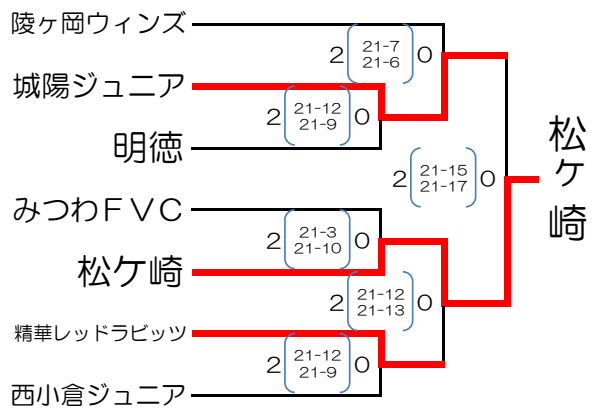 陵ヶ岡ウィンズ
2 21-7 0
21-6
城陽ジュニア
2 21-12 0
21-9
明徳
2 21-15 0
21-17
松ケ崎
みつわＦＶＣ
2 21-3 0
21-10
松ケ崎
2 21-12 0
21-13
精華レッドラビッツ
2 21-12 0
21-9
西小倉ジュニア